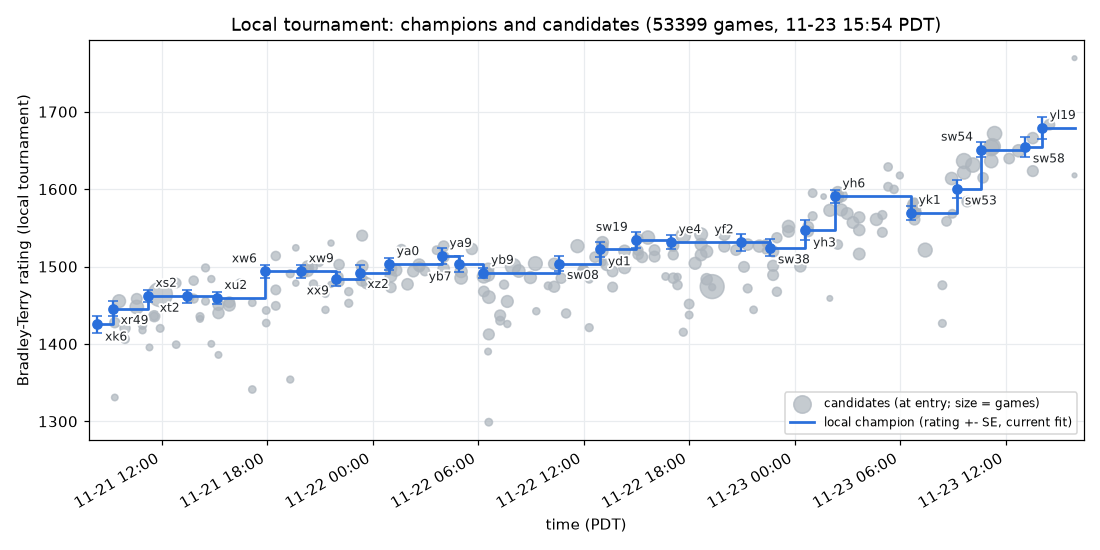 Local tournament: champions and candidates (53399 games, 11-23 15:54 PDT)
Bradley-Terry rating (local tournament)
1700
1600
1500
1400
1300
xk6
xr49
xs2
xt2
xu2
xw6
xw9
xx9
xz2
ya0
ya9
yb7
yb9
sw08
sw19
yd1
ye4
yf2
sw38
yh3
yh6
yk1
sw53
sw54
sw58
yl19
candidates (at entry; size = games)
local champion (rating +- SE, current fit)
11-21 12:00
11-21 18:00
11-22 00:00
11-22 06:00
11-22 12:00
11-22 18:00
11-23 00:00
11-23 06:00
11-23 12:00
time (PDT)